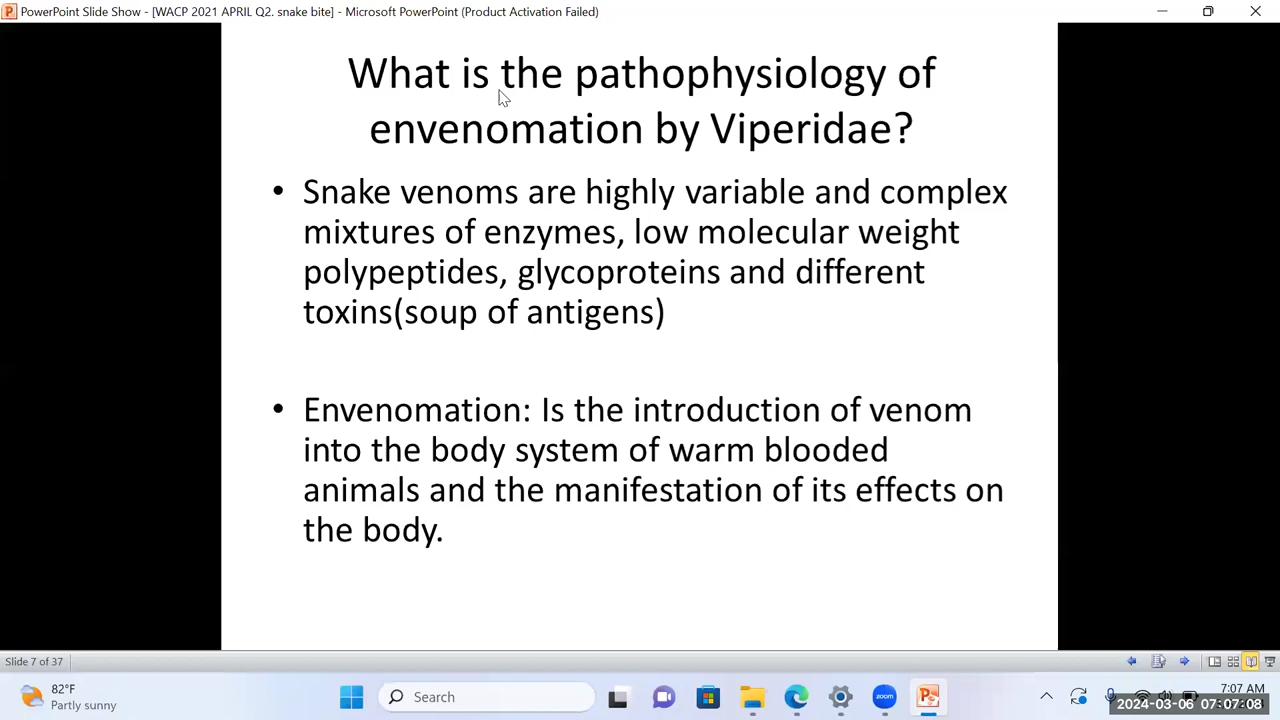 PowerPoint Slide Show - [WACP 2021 APRIL Q2. snake bite] - Microsoft PowerPoint (Product Activation Failed)
What is the pathophysiology of
envenomation by Viperidae?
• Snake venoms are highly variable and complex
mixtures of enzymes, low molecular weight
polypeptides, glycoproteins and different
toxins(soup of antigens)
• Envenomation: Is the introduction of venom
into the body system of warm blooded
animals and the manifestation of its effects on
the body.
Slide 7 of 37
82°F
Partly sunny
Search
zoom
7:07 AM
2024-03-06 07:07:08